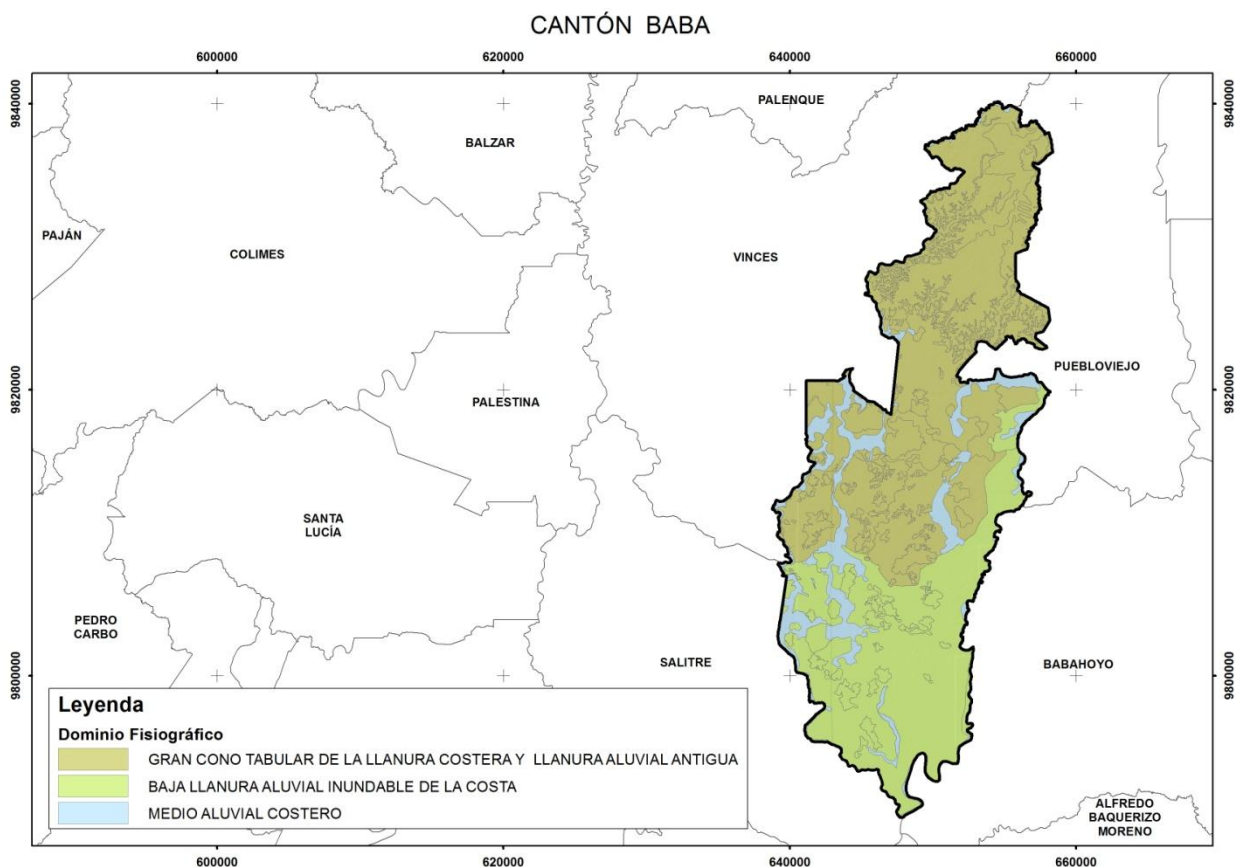 CANTÓN BABA
600000
620000
640000
660000
9840000
9840000
PALENQUE
BALZAR
PAJÁN
COLIMES
VINCES
9820000
9820000
PUEBLOVIEJO
PALESTINA
SANTA
LUCÍA
PEDRO
CARBO
SALITRE
BABAHOYO
9800000
9800000
Leyenda
Dominio Fisiográfico
GRAN CONO TABULAR DE LA LLANURA COSTERA Y LLANURA ALUVIAL ANTIGUA
BAJA LLANURA ALUVIAL INUNDABLE DE LA COSTA
MEDIO ALUVIAL COSTERO
ALFREDO
BAQUERIZO
MORENO
600000
620000
640000
660000